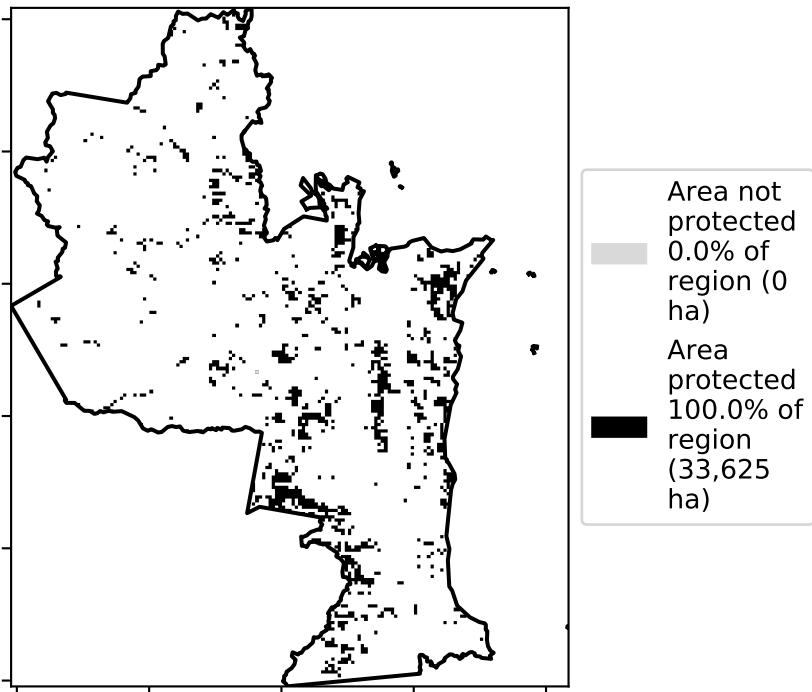 Area not
protected
0.0% of
region (0
ha)
Area
protected
100.0% of
region
(33,625
ha)